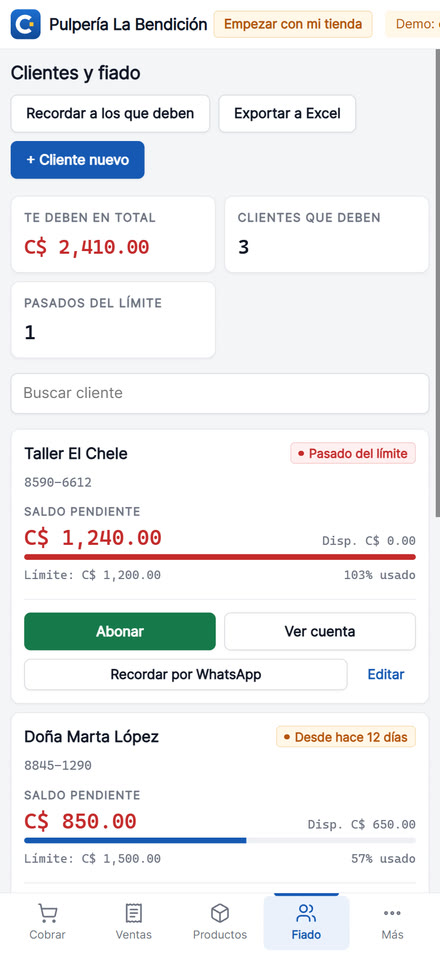 Pulpería La Bendición
Empezar con mi tienda
Demo:
Clientes y fiado
Recordar a los que deben
Exportar a Excel
+ Cliente nuevo
TE DEBEN EN TOTAL
C$ 2,410.00
CLIENTES QUE DEBEN
3
PASADOS DEL LÍMITE
1
Buscar cliente
Taller El Chele
Pasado del límite
8590-6612
SALDO PENDIENTE
C$ 1,240.00
Disp. C$ 0.00
Límite: C$ 1,200.00
103% usado
Abonar
Ver cuenta
Recordar por WhatsApp
Editar
Doña Marta López
Desde hace 12 días
8845-1290
SALDO PENDIENTE
C$ 850.00
Disp. C$ 650.00
Límite: C$ 1,500.00
57% usado
Cobrar
Ventas
Productos
Fiado
Más